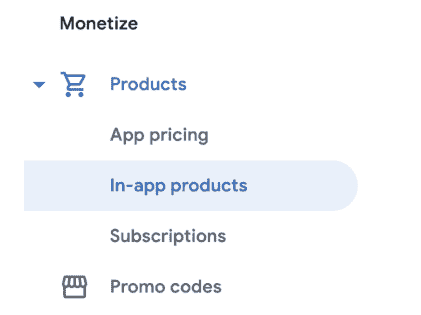 Monetize
Products
App pricing
In-app products
Subscriptions
Promo codes